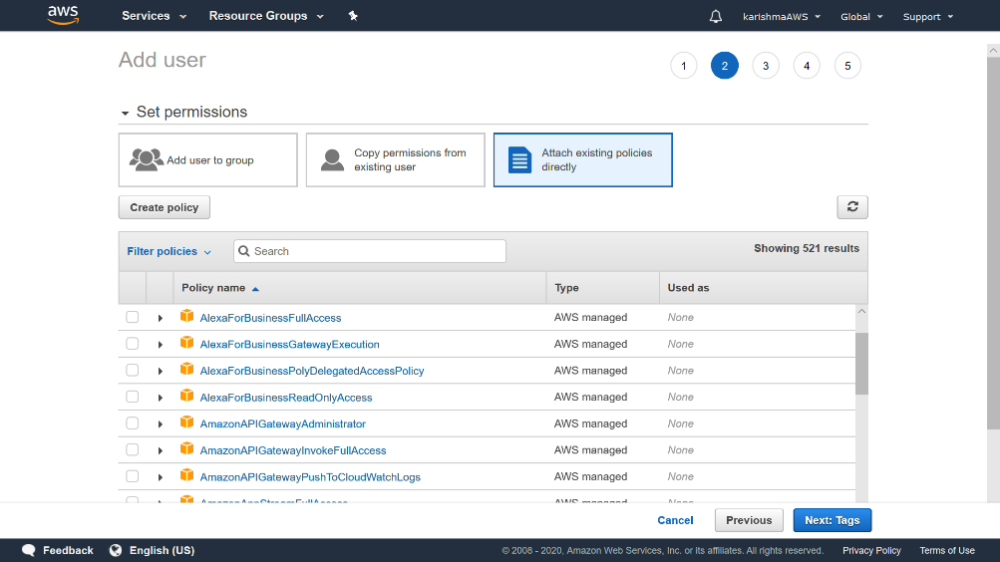 aws Services Resource Groups karishmaAWS Global Support
Add user 1 2 3 4 5
Set permissions
Add user to group
Copy permissions from
existing user
Attach existing policies
directly
Create policy
Filter policies Search Showing 521 results
Policy name Type Used as
AlexaForBusinessFullAccess AWS managed None
AlexaForBusinessGatewayExecution AWS managed None
AlexaForBusinessPolyDelegatedAccessPolicy AWS managed None
AlexaForBusinessReadOnlyAccess AWS managed None
AmazonAPIGatewayAdministrator AWS managed None
AmazonAPIGatewayInvokeFullAccess AWS managed None
AmazonAPIGatewayPushToCloudWatchLogs AWS managed None
AmazonAppStreamFullAccess AWS managed None
Cancel Previous Next: Tags
Feedback English (US) © 2008 - 2020, Amazon Web Services, Inc. or its affiliates. All rights reserved. Privacy Policy Terms of Use